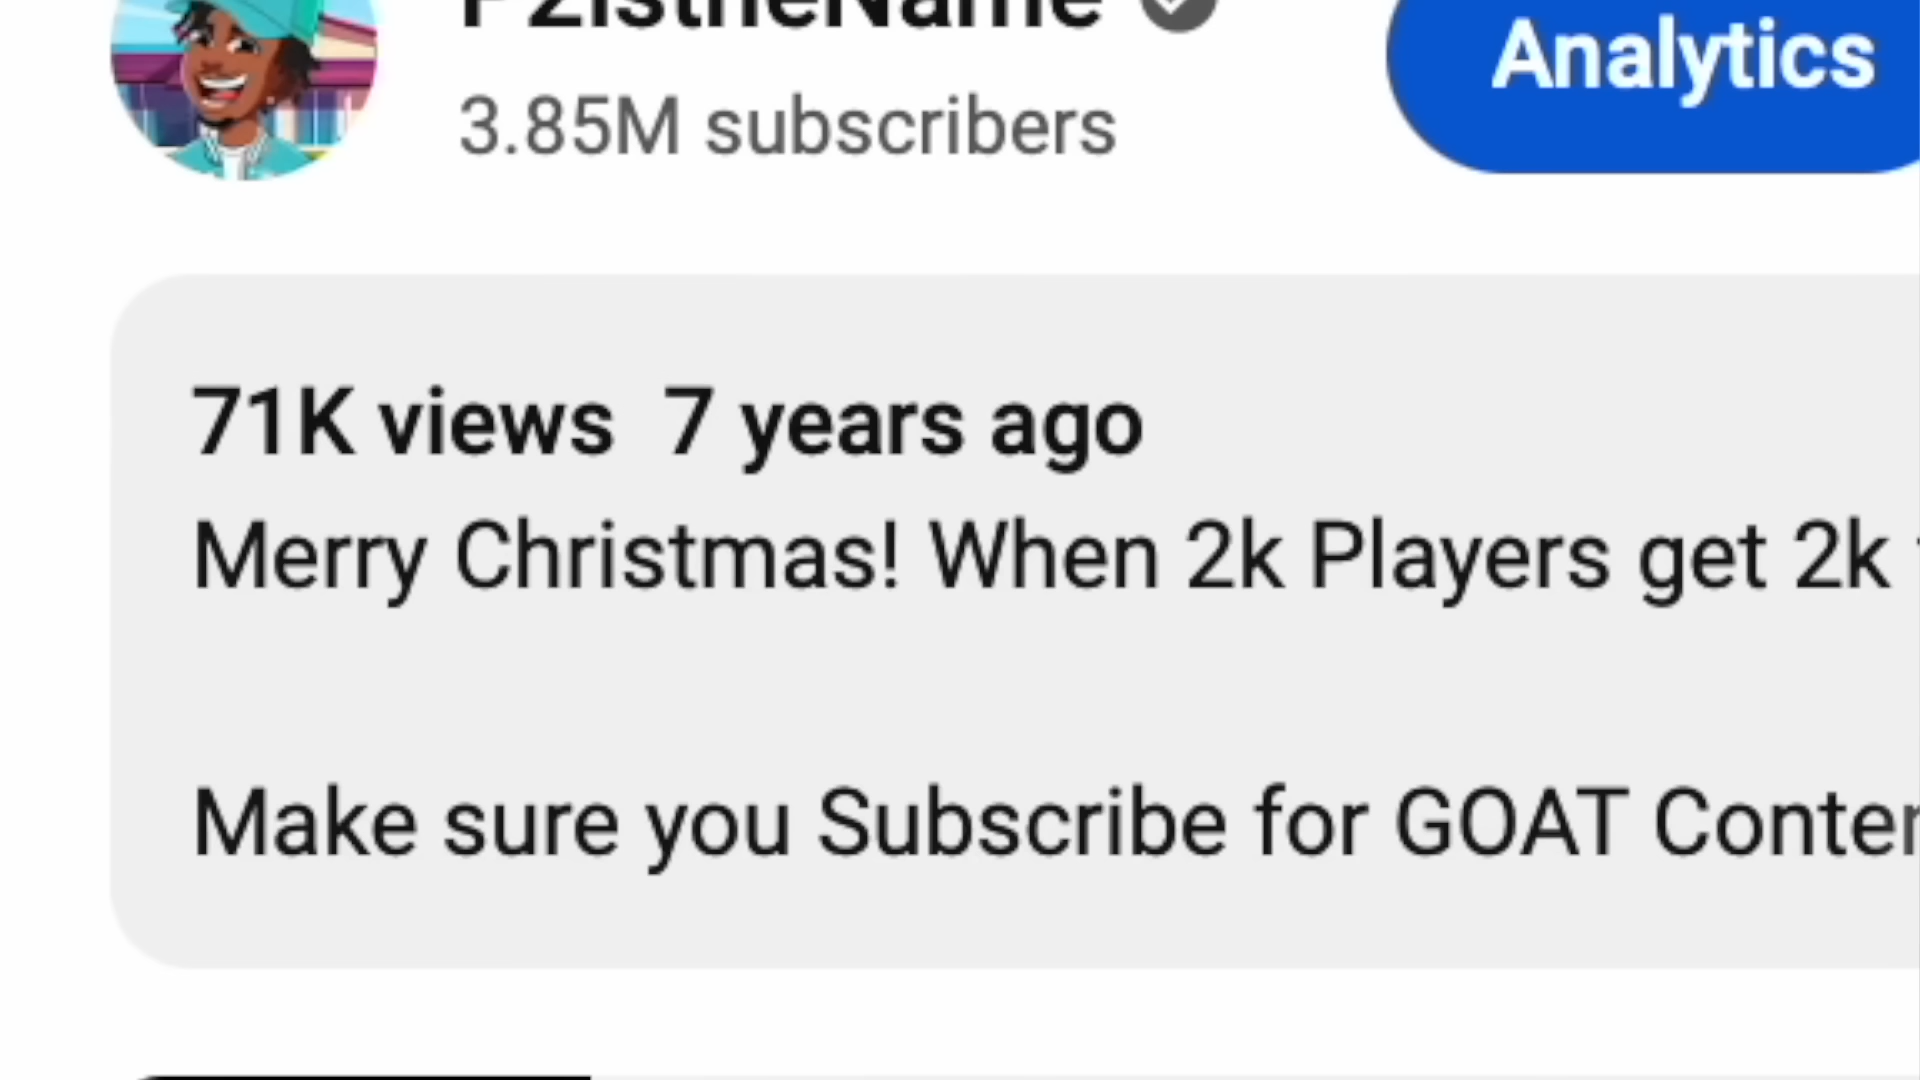 3.85M subscribers
Analytics
71K views 7 years ago
Merry Christmas! When 2k Players get 2k
Make sure you Subscribe for GOAT